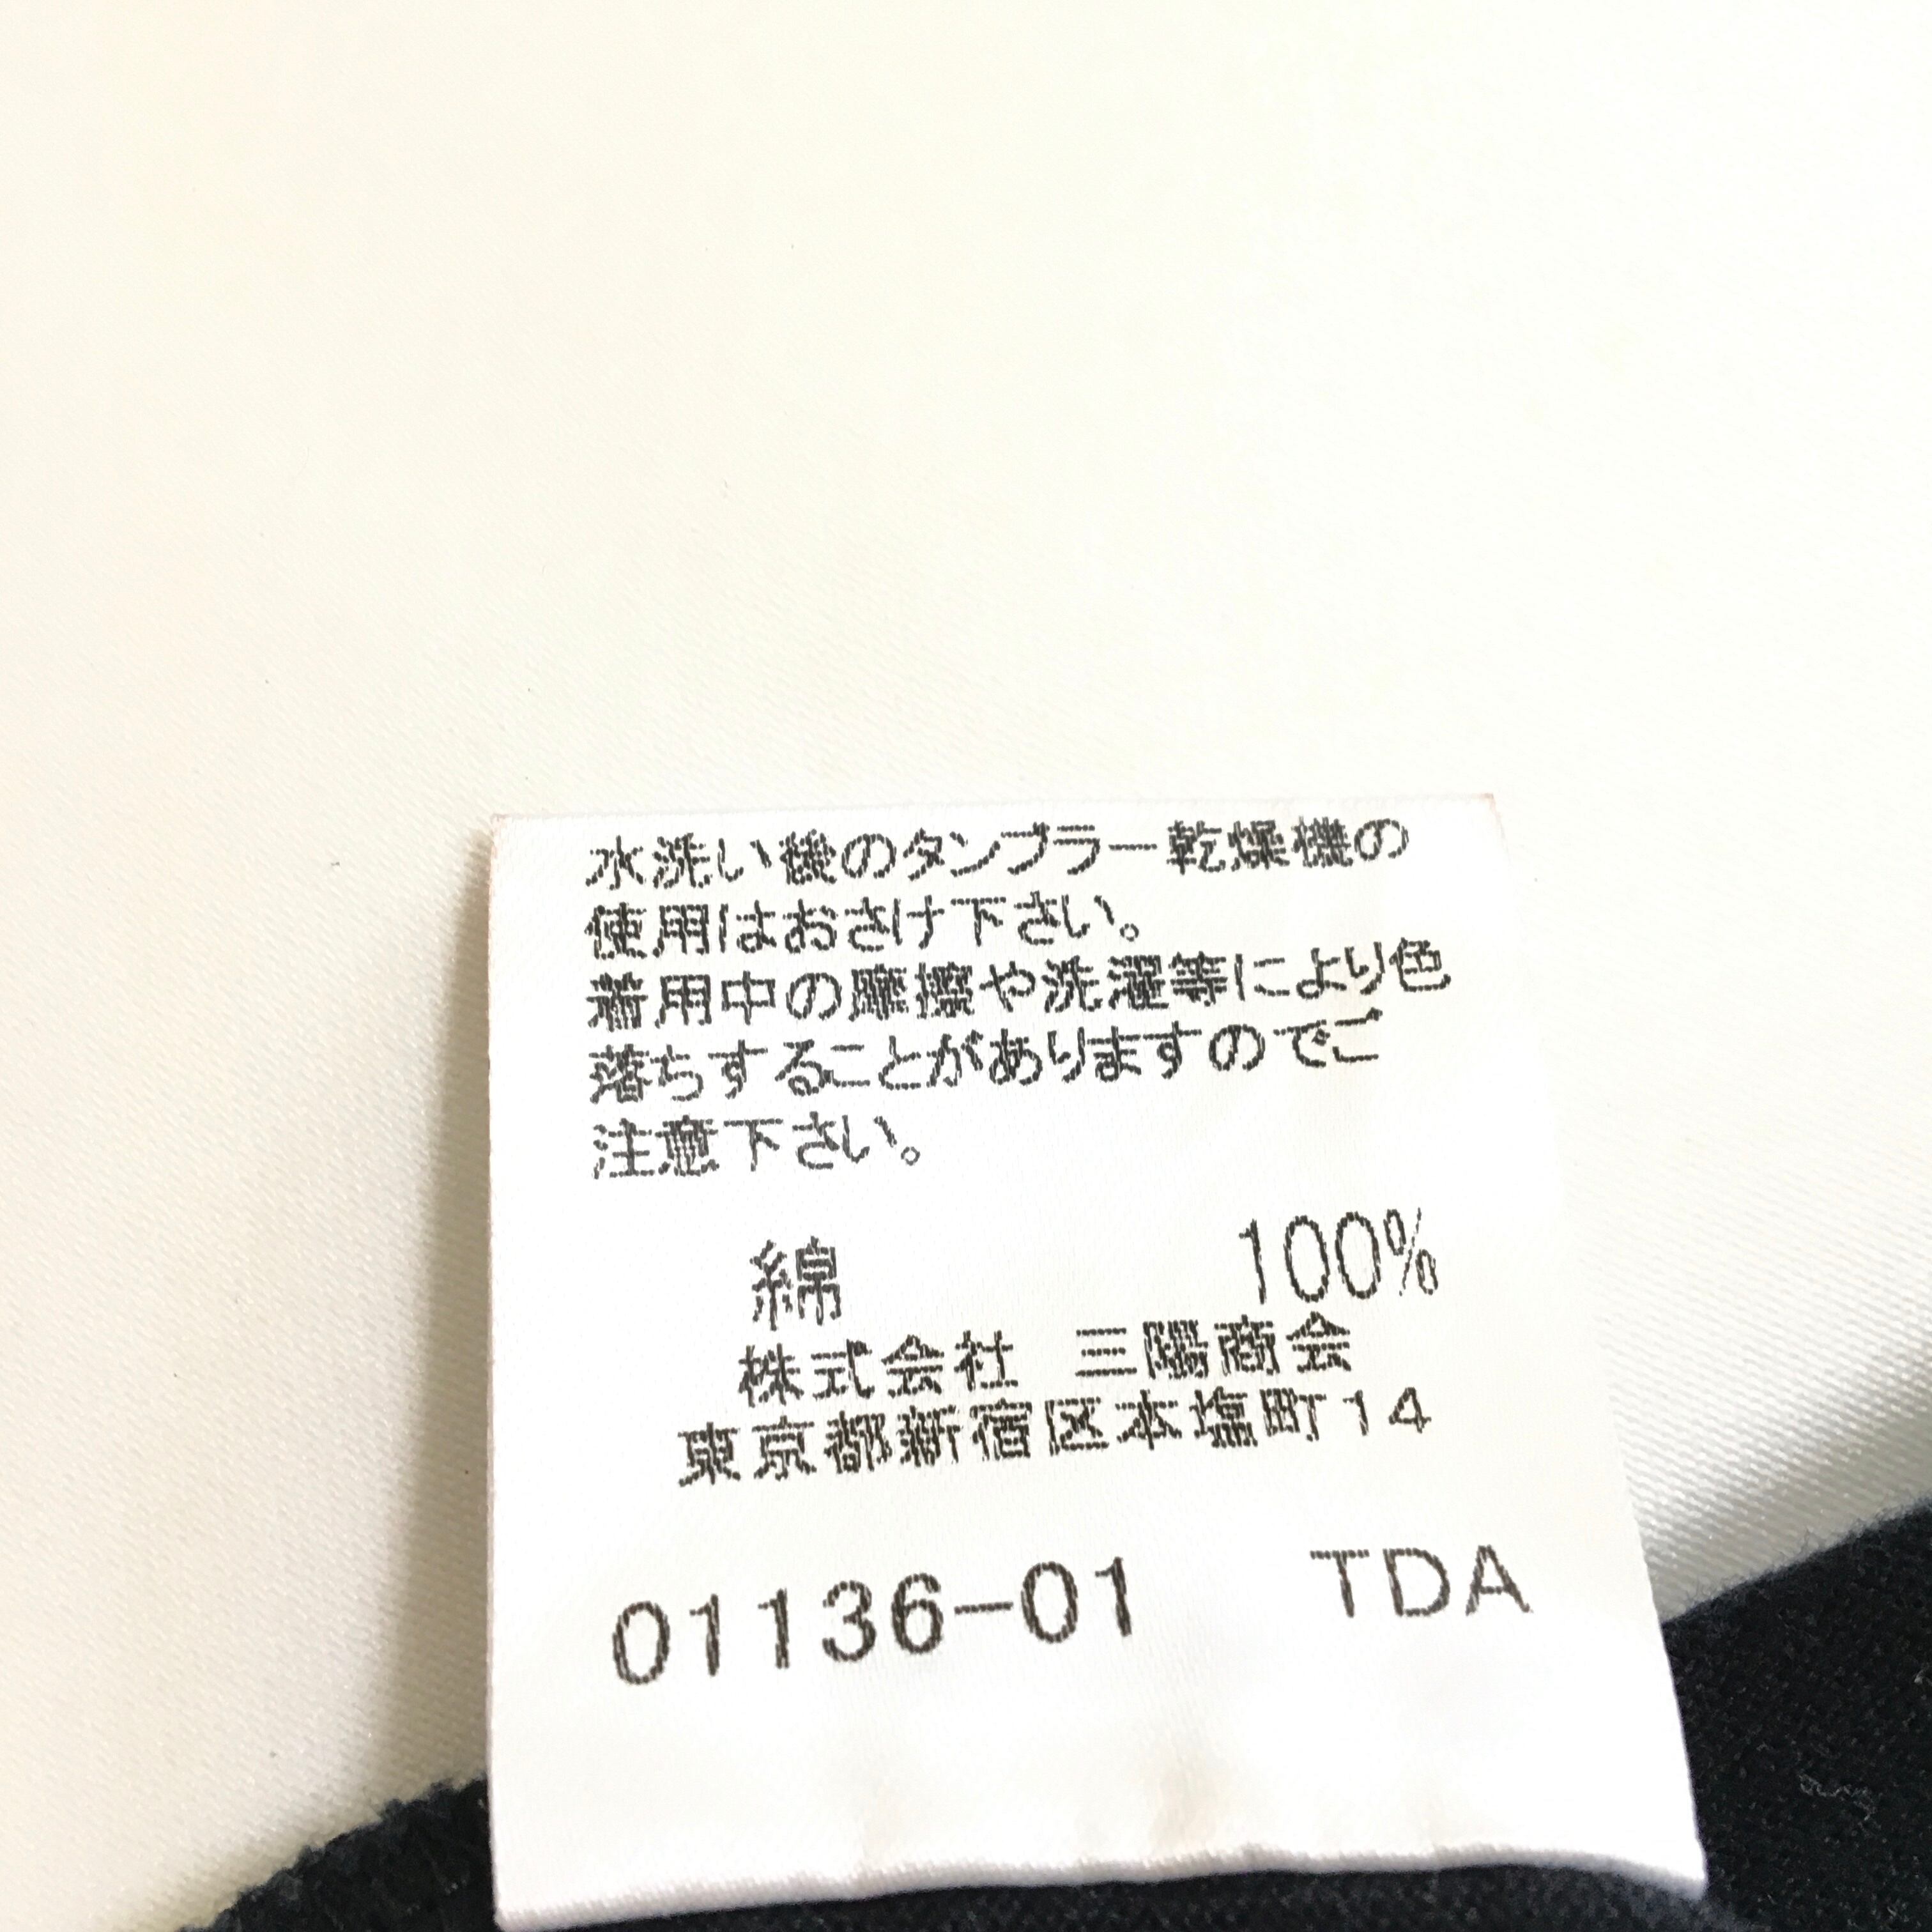 水洗い後のタンブラー乾燥機の
使用はおさけ下さい。
着用中の摩擦や洗濯等により色
落ちすることがありますのでご
注意下さい。
綿 100%
株式会社 三陽商会
東京都新宿区本塩町14
01136-01 TDA